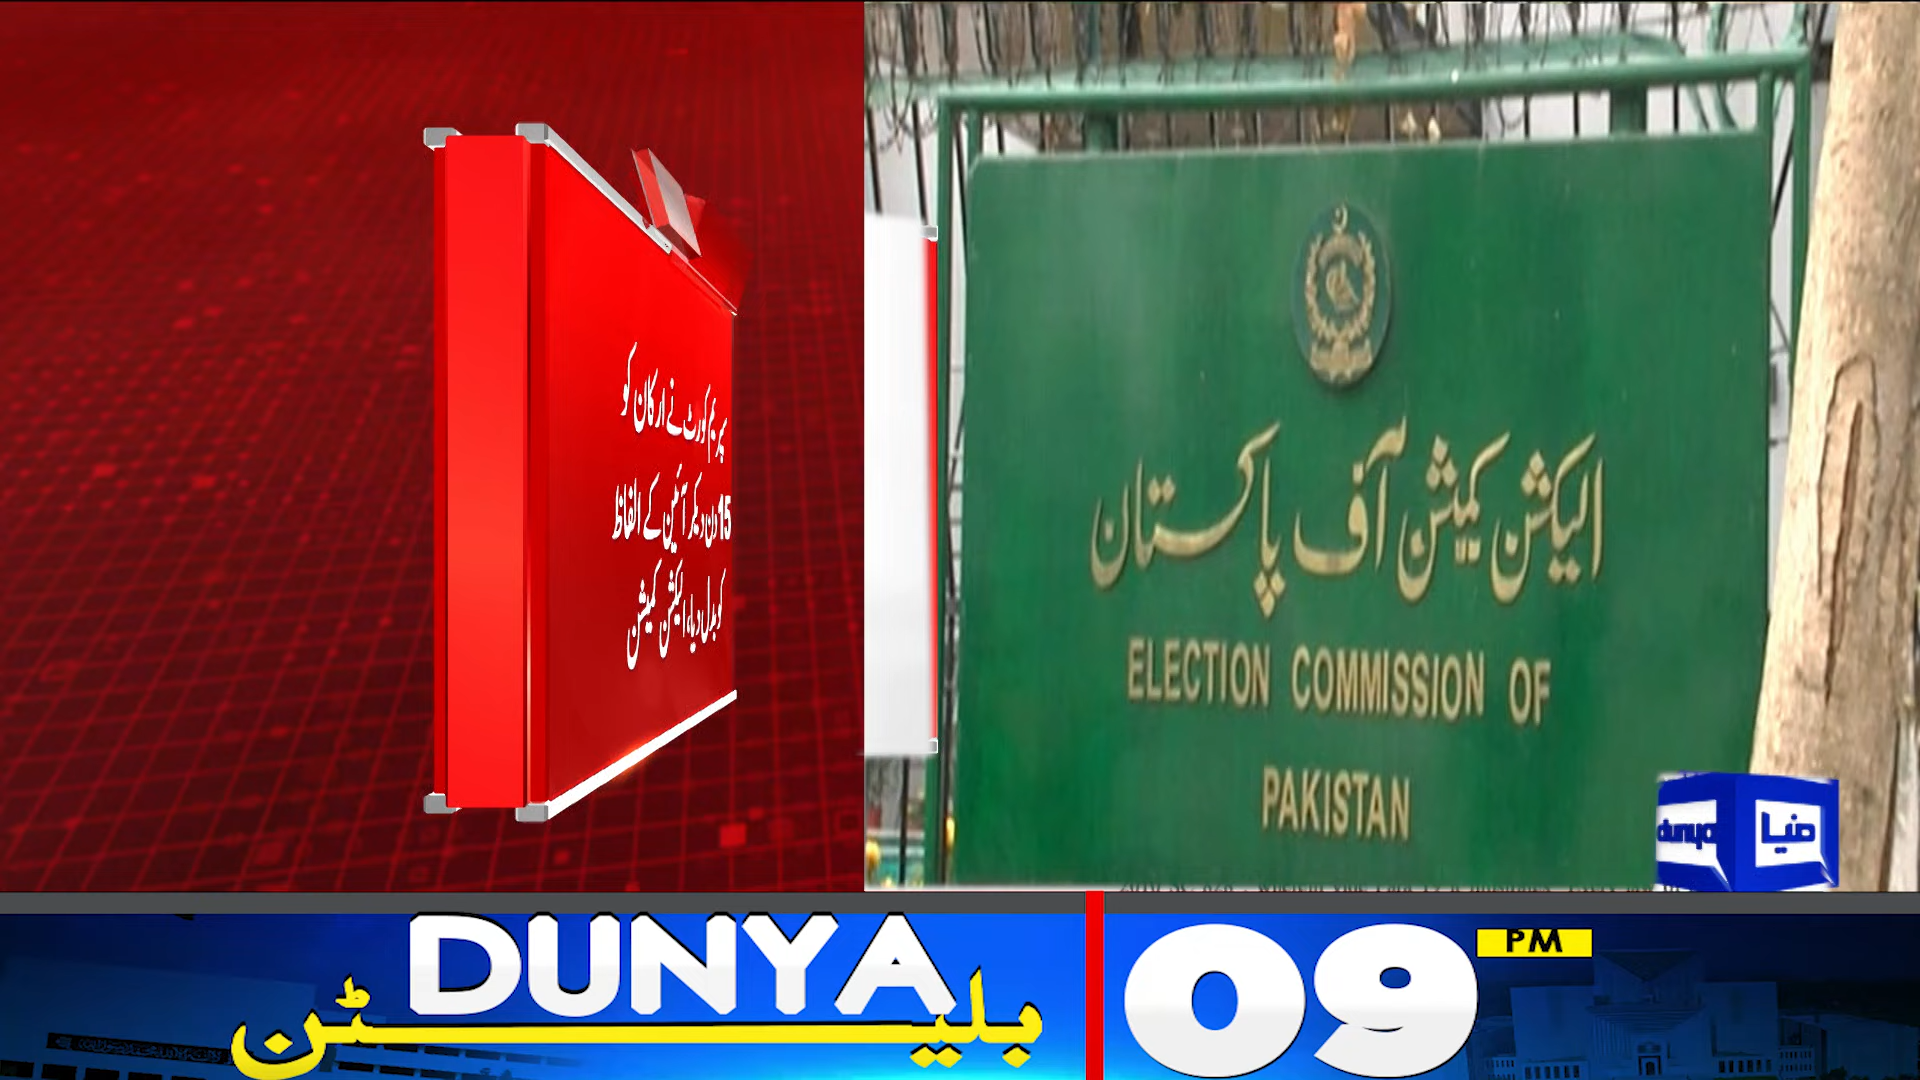 سپریم کورٹ نے ارکان کو
15 دن دیکر آئین کے الفاظ
کو بدل دیا، الیکشن کمیشن
الیکشن کمیشن آف پاکستان
ELECTION COMMISSION OF
PAKISTAN
dunya
دنیا
DUNYA
بلیٹن
09
PM